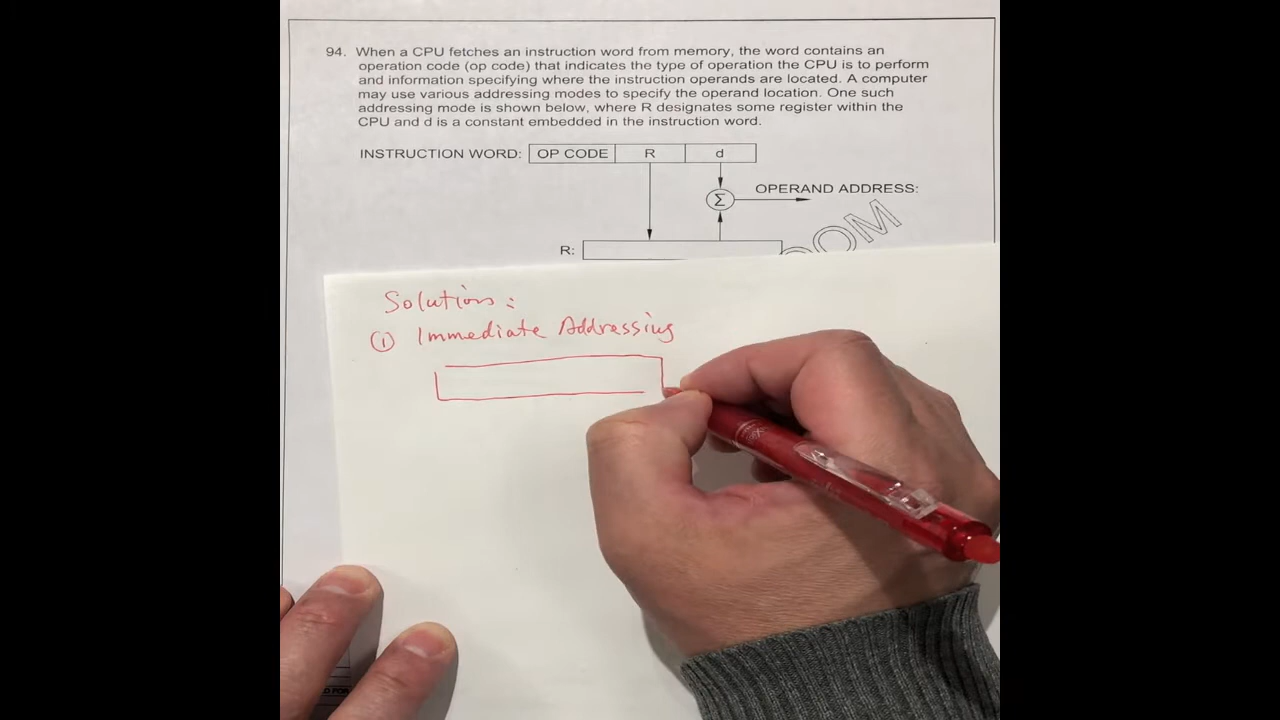 94. When a CPU fetches an instruction word from memory, the word contains an
operation code (op code) that indicates the type of operation the CPU is to perform
and information specifying where the instruction operands are located. A computer
may use various addressing modes to specify the operand location. One such
addressing mode is shown below, where R designates some register within the
CPU and d is a constant embedded in the instruction word.
INSTRUCTION WORD: OP CODE R d
OPERAND ADDRESS:
Σ
R:
OOM
Solution:
① Immediate Addressing